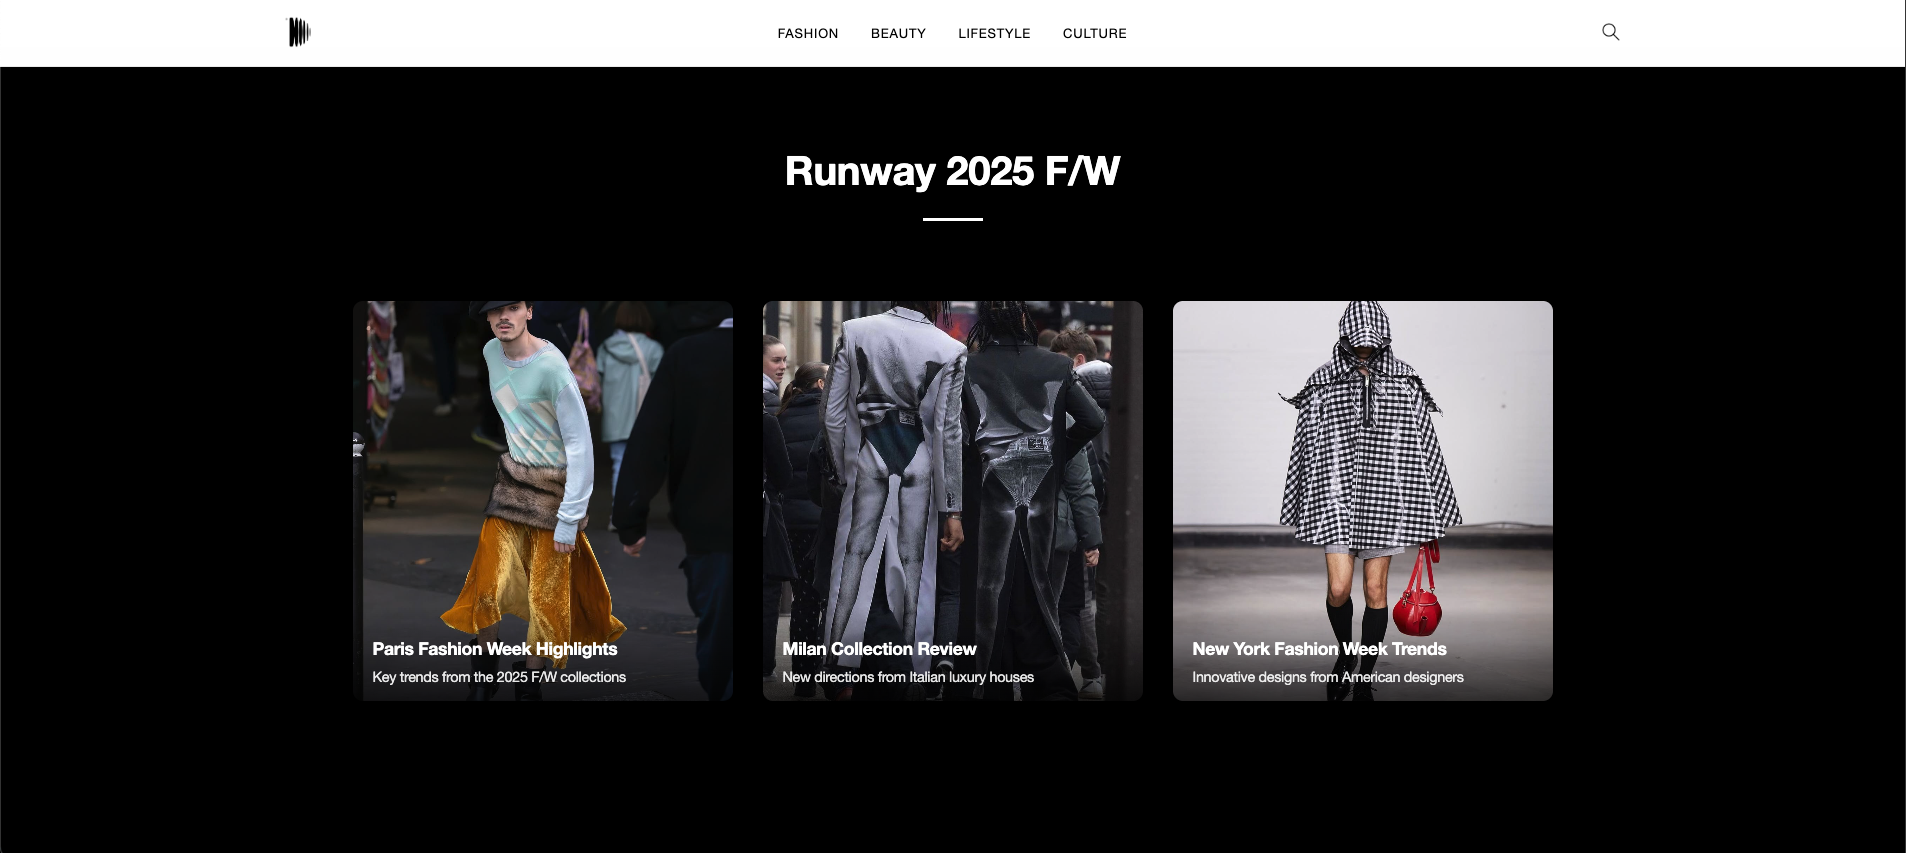 FASHION BEAUTY LIFESTYLE CULTURE
Runway 2025 F/W
Paris Fashion Week Highlights
Key trends from the 2025 F/W collections
Milan Collection Review
New directions from Italian luxury houses
New York Fashion Week Trends
Innovative designs from American designers